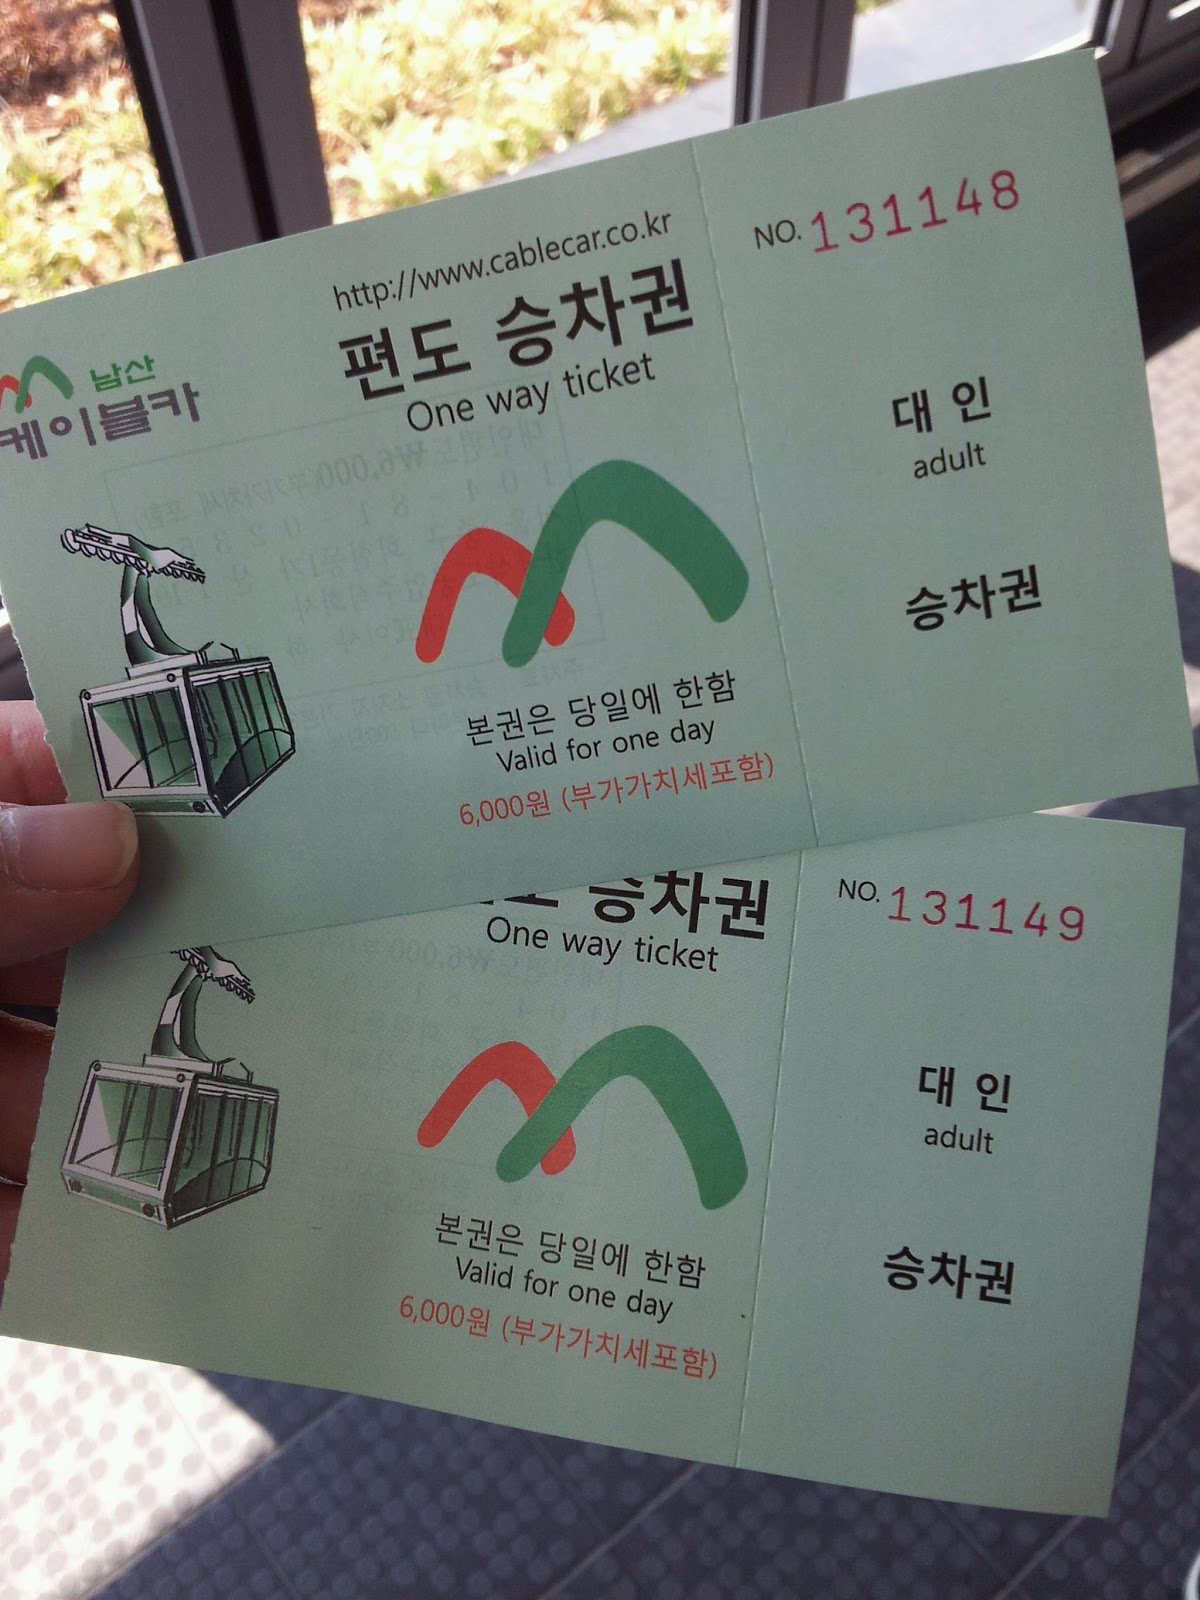 http://www.cablecar.co.kr
편도 승차권
One way ticket
남산
케이블카
본권은 당일에 한함
Valid for one day
6,000원 (부가가치세포함)
NO. 131148
대 인
adult
승차권
승차권
One way ticket
본권은 당일에 한함
Valid for one day
6,000원 (부가가치세포함)
NO. 131149
대 인
adult
승차권